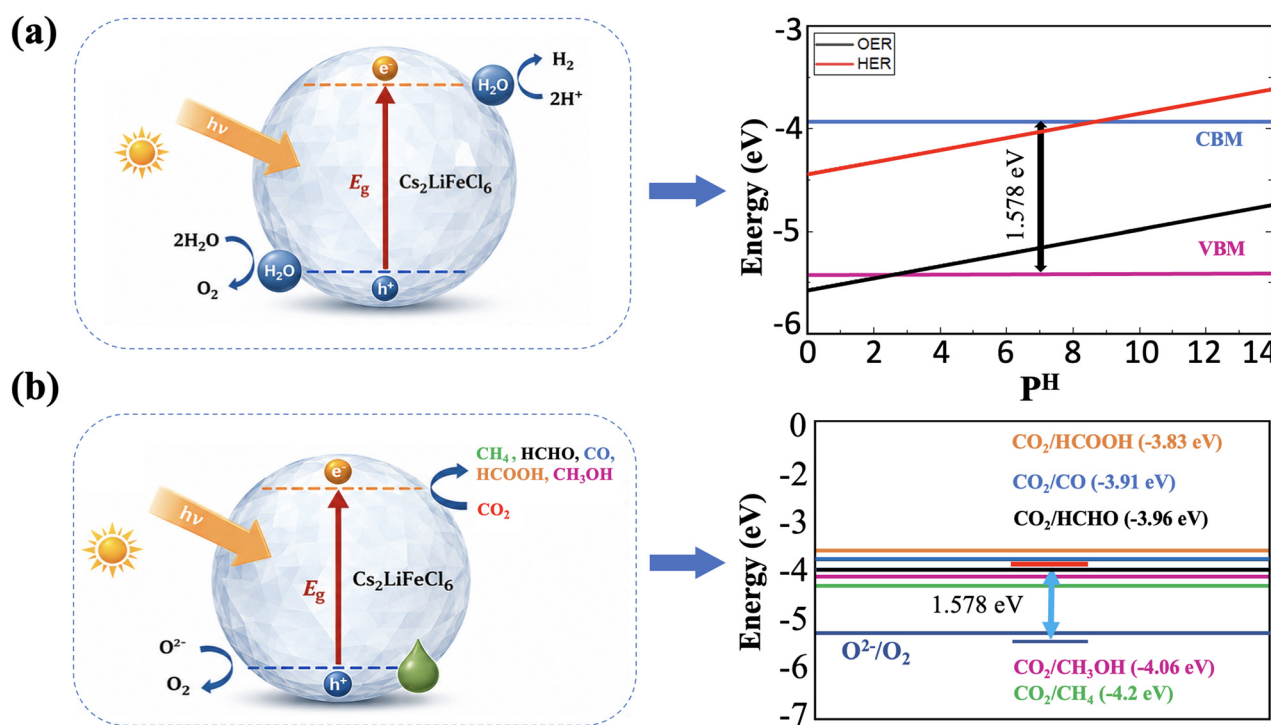 (a)
hν
e⁻
H₂O
H₂
2H⁺
E_g
Cs₂LiFeCl₆
2H₂O
O₂
H₂O
h⁺
Energy (eV)
-3
-4
-5
-6
OER
HER
CBM
1.578 eV
VBM
0 2 4 6 8 10 12 14
P^H
(b)
hν
e⁻
CH₄, HCHO, CO,
HCOOH, CH₃OH
CO₂
E_g
Cs₂LiFeCl₆
O²⁻
O₂
h⁺
Energy (eV)
0
-2
-3
-4
-5
-6
-7
CO₂/HCOOH (-3.83 eV)
CO₂/CO (-3.91 eV)
CO₂/HCHO (-3.96 eV)
1.578 eV
O²⁻/O₂
CO₂/CH₃OH (-4.06 eV)
CO₂/CH₄ (-4.2 eV)